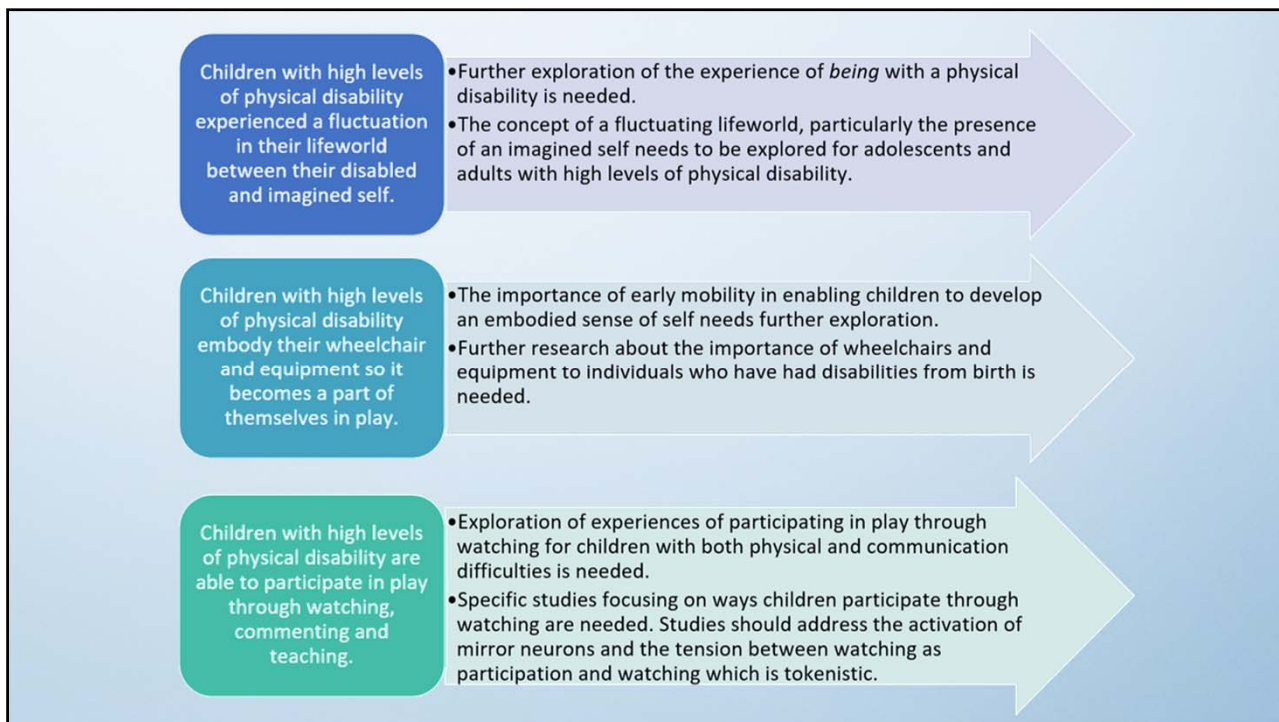 Children with high levels
of physical disability
experienced a fluctuation
in their lifeworld
between their disabled
and imagined self.
•Further exploration of the experience of being with a physical
disability is needed.
•The concept of a fluctuating lifeworld, particularly the presence
of an imagined self needs to be explored for adolescents and
adults with high levels of physical disability.
Children with high levels
of physical disability
embody their wheelchair
and equipment so it
becomes a part of
themselves in play.
•The importance of early mobility in enabling children to develop
an embodied sense of self needs further exploration.
•Further research about the importance of wheelchairs and
equipment to individuals who have had disabilities from birth is
needed.
Children with high levels
of physical disability are
able to participate in play
through watching,
commenting and
teaching.
•Exploration of experiences of participating in play through
watching for children with both physical and communication
difficulties is needed.
•Specific studies focusing on ways children participate through
watching are needed. Studies should address the activation of
mirror neurons and the tension between watching as
participation and watching which is tokenistic.